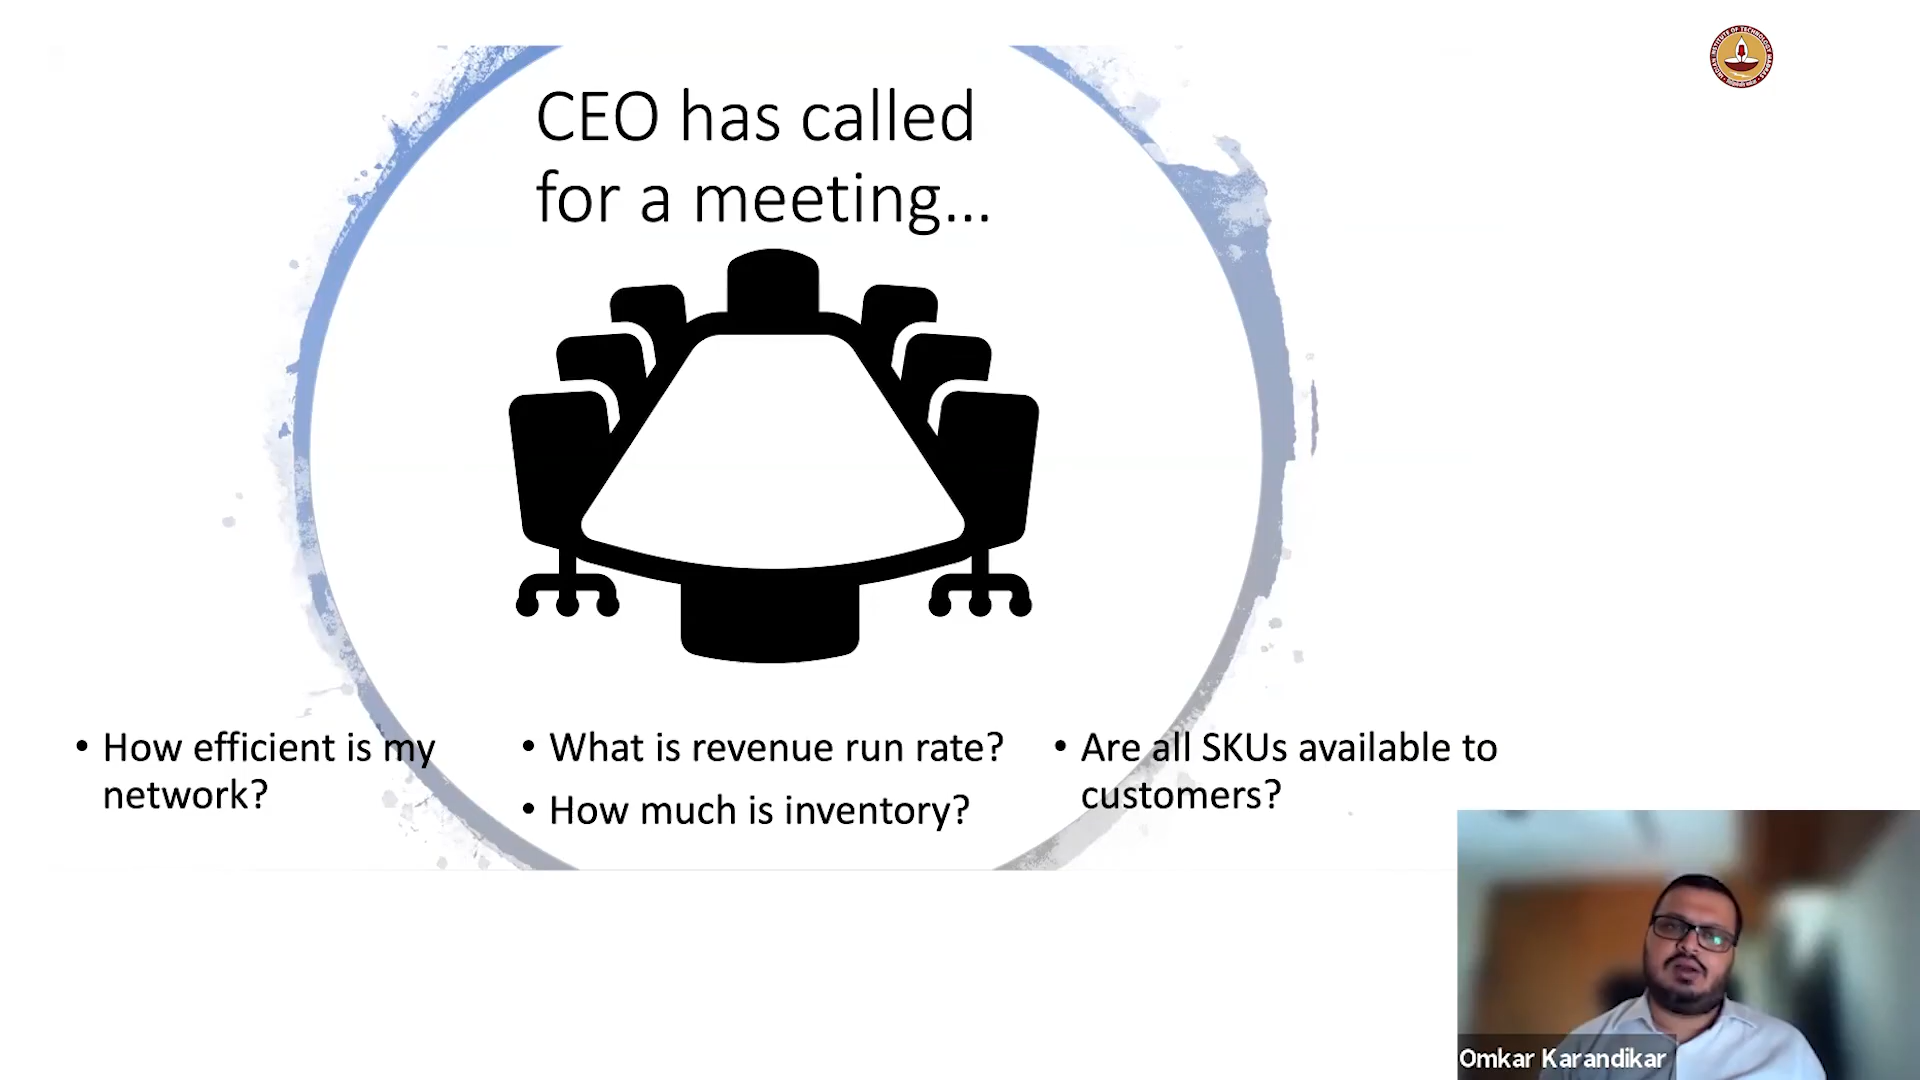 CEO has called
for a meeting...
• How efficient is my
network?
• What is revenue run rate?
• How much is inventory?
• Are all SKUs available to
customers?
Omkar Karandikar